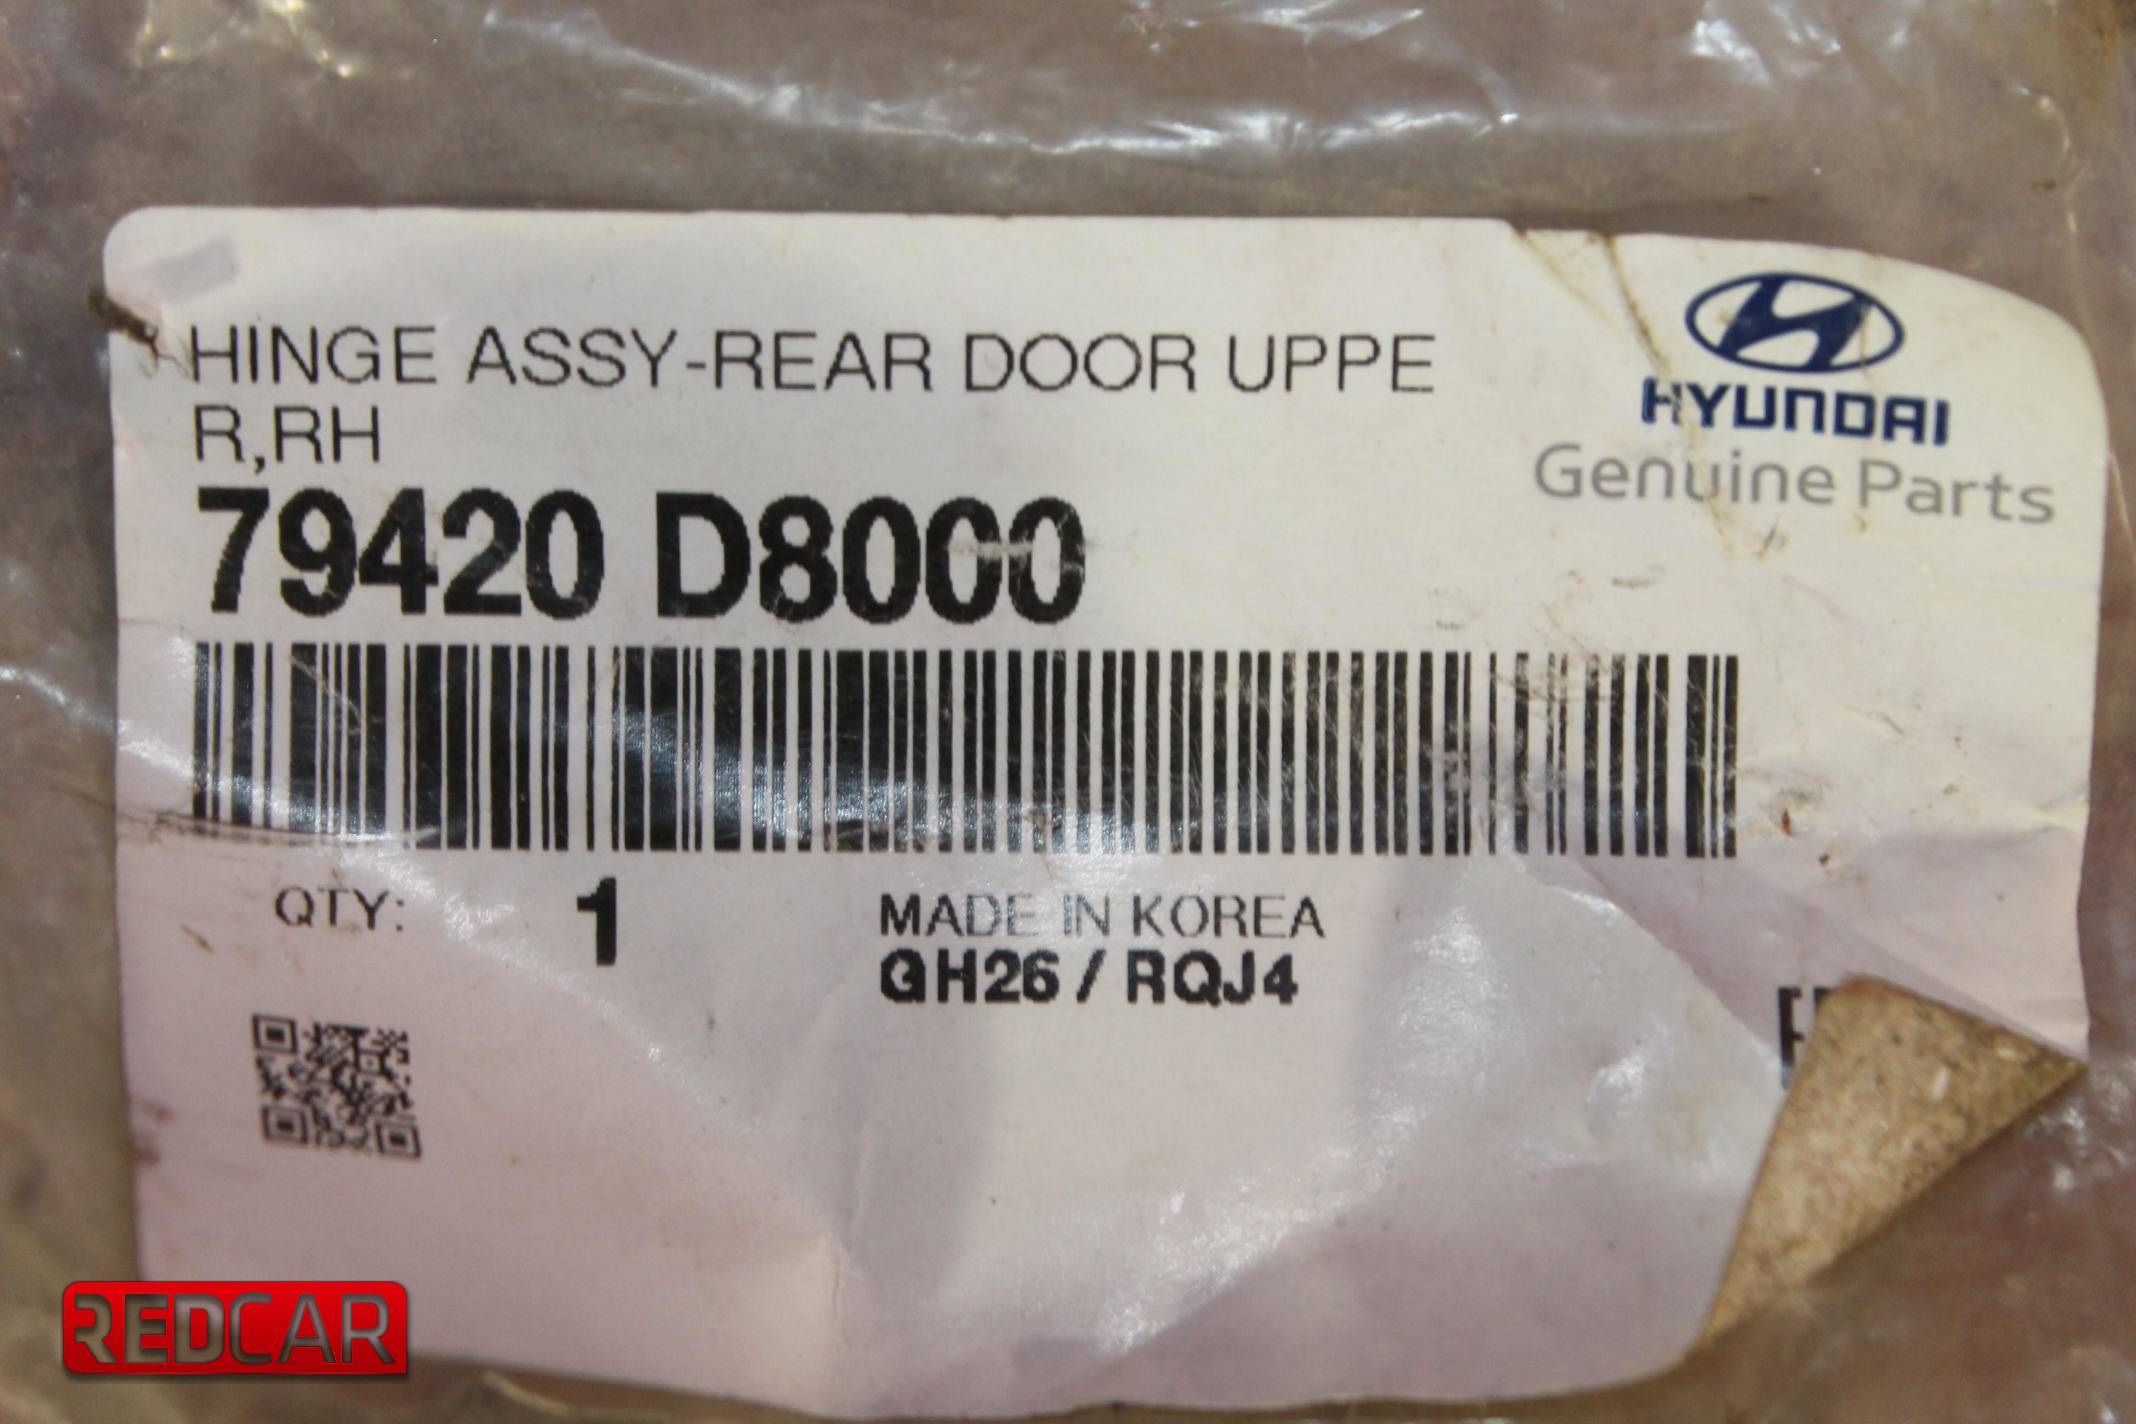 HINGE ASSY-REAR DOOR UPPE
R,RH
HYUNDAI
Genuine Parts
79420 D8000
QTY: 1
MADE IN KOREA
GH26 / RQJ4
REDCAR